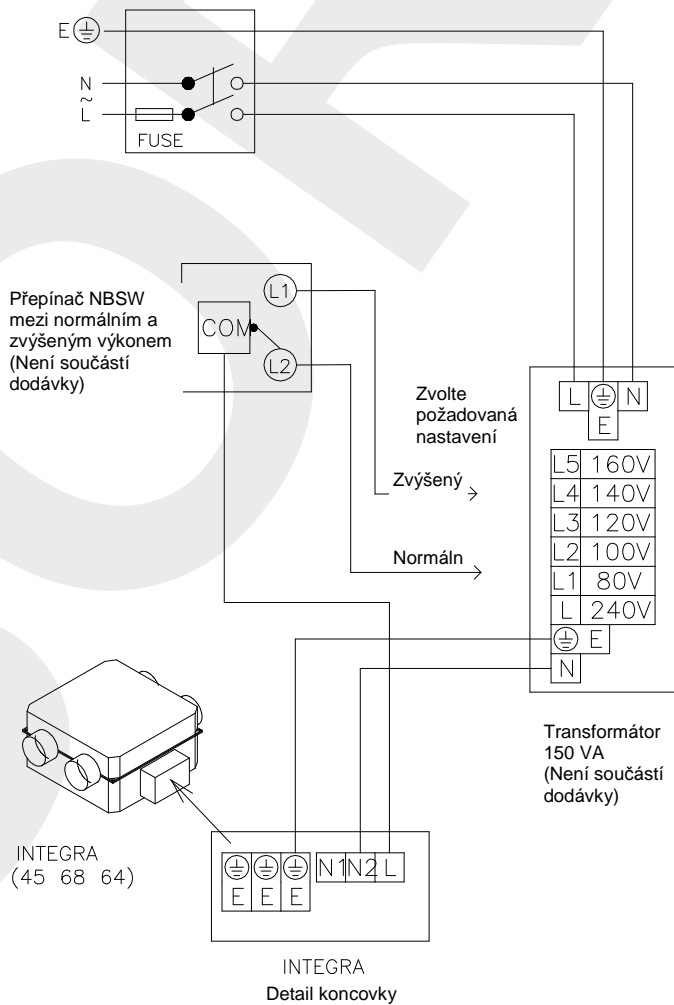 E
N
~
L
FUSE
Přepínač NBSW
mezi normálním a
zvýšeným výkonem
(Není součástí
dodávky)
L1
COM
L2
Zvolte
požadovaná
nastavení
Zvýšený
Normáln
L N
E
L5 160V
L4 140V
L3 120V
L2 100V
L1 80V
L 240V
E
N
Transformátor
150 VA
(Není součástí
dodávky)
INTEGRA
(45 68 64)
N1 N2 L
E E E
INTEGRA
Detail koncovky